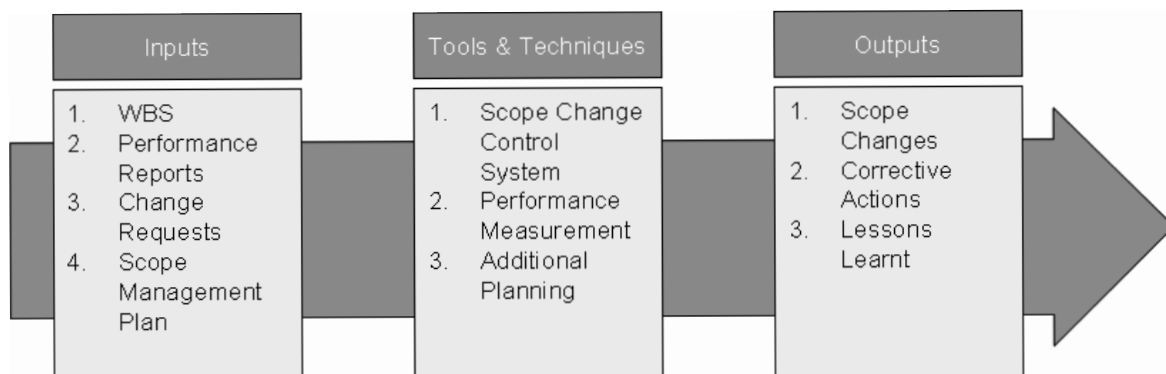 Inputs
1. WBS
2. Performance
Reports
3. Change
Requests
4. Scope
Management
Plan
Tools & Techniques
1. Scope Change
Control
System
2. Performance
Measurement
3. Additional
Planning
Outputs
1. Scope
Changes
2. Corrective
Actions
3. Lessons
Learnt